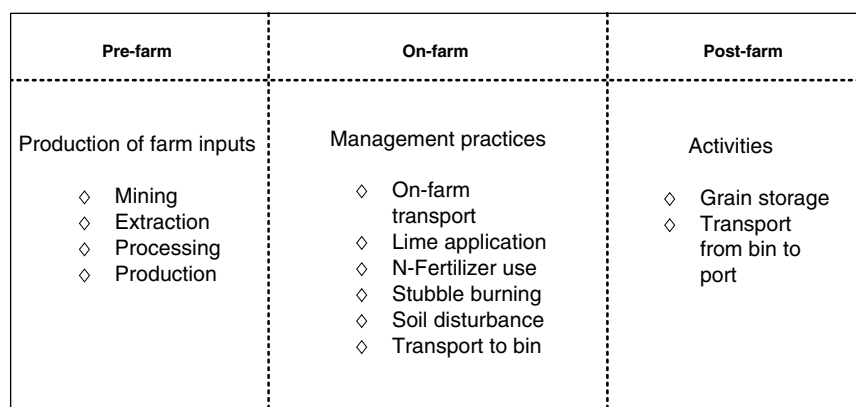 Pre-farm
On-farm
Post-farm
Production of farm inputs
◊ Mining
◊ Extraction
◊ Processing
◊ Production
Management practices
◊ On-farm
transport
◊ Lime application
◊ N-Fertilizer use
◊ Stubble burning
◊ Soil disturbance
◊ Transport to bin
Activities
◊ Grain storage
◊ Transport
from bin to
port